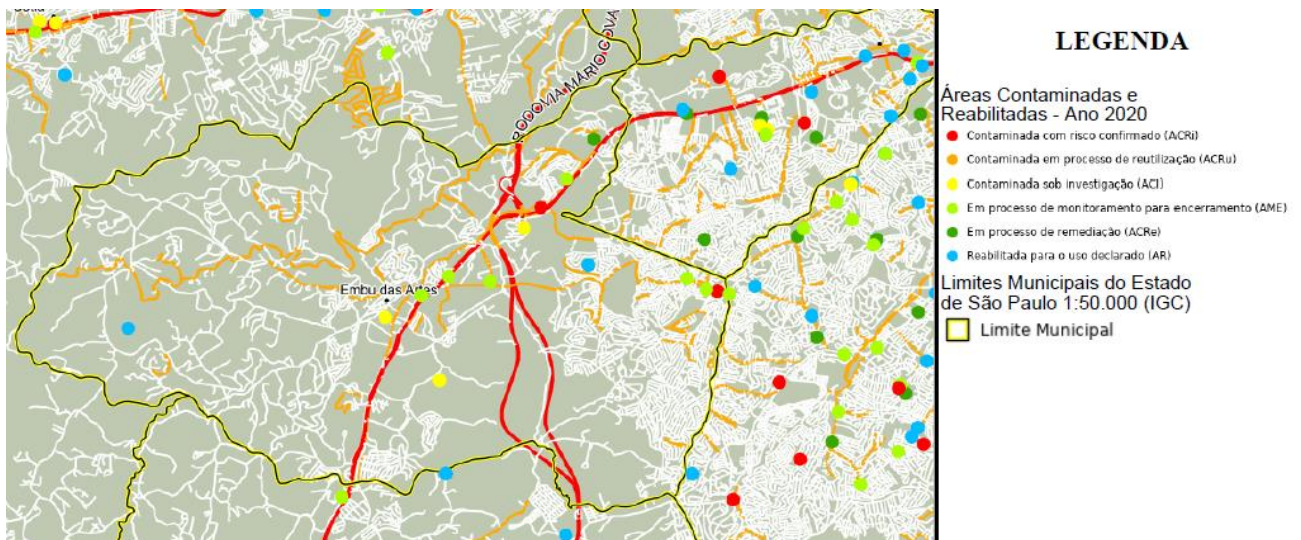 RODOVIA MÁRIO COVA
Embu das Artes
LEGENDA
Áreas Contaminadas e
Reabilitadas - Ano 2020
Contaminada com risco confirmado (ACRi)
Contaminada em processo de reutilização (ACRu)
Contaminada sob investigação (ACI)
Em processo de monitoramento para encerramento (AME)
Em processo de remediação (ACRe)
Reabilitada para o uso declarado (AR)
Limites Municipais do Estado
de São Paulo 1:50.000 (IGC)
Limite Municipal